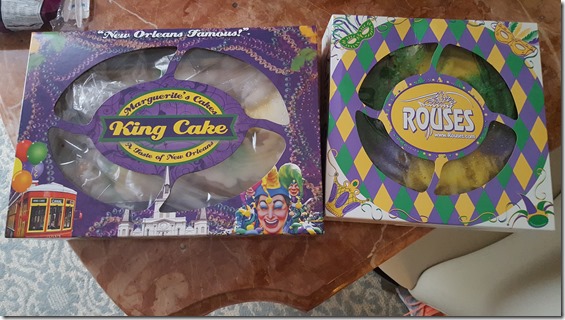 "New Orleans Famous!"
Marguerite's Cakes
King Cake
A Taste of New Orleans
ROUSES
www.rouses.com